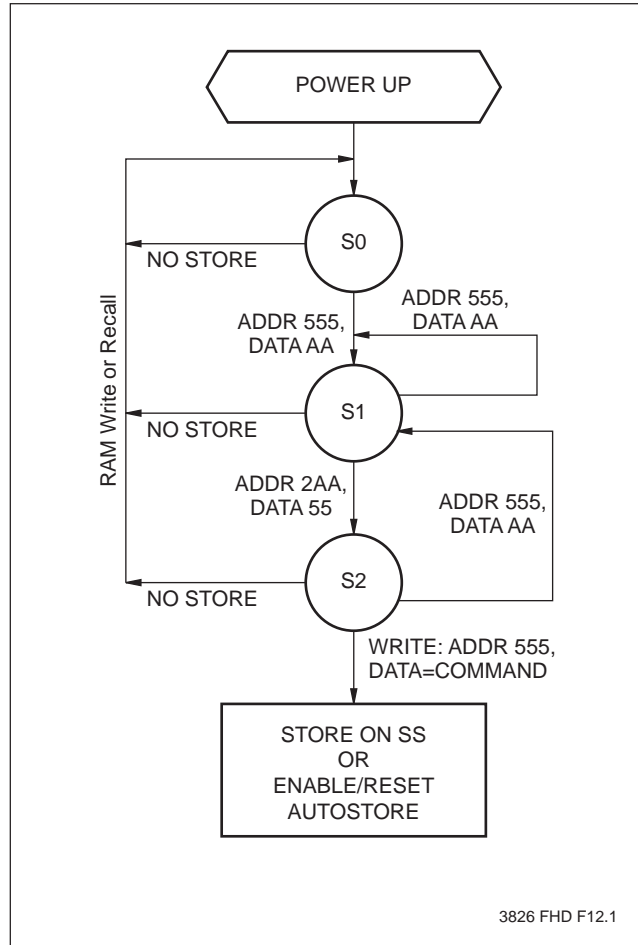 POWER UP
S0
NO STORE
ADDR 555,
DATA AA
ADDR 555,
DATA AA
RAM Write or Recall
S1
NO STORE
ADDR 2AA,
DATA 55
ADDR 555,
DATA AA
S2
NO STORE
WRITE: ADDR 555,
DATA=COMMAND
STORE ON SS
OR
ENABLE/RESET
AUTOSTORE
3826 FHD F12.1